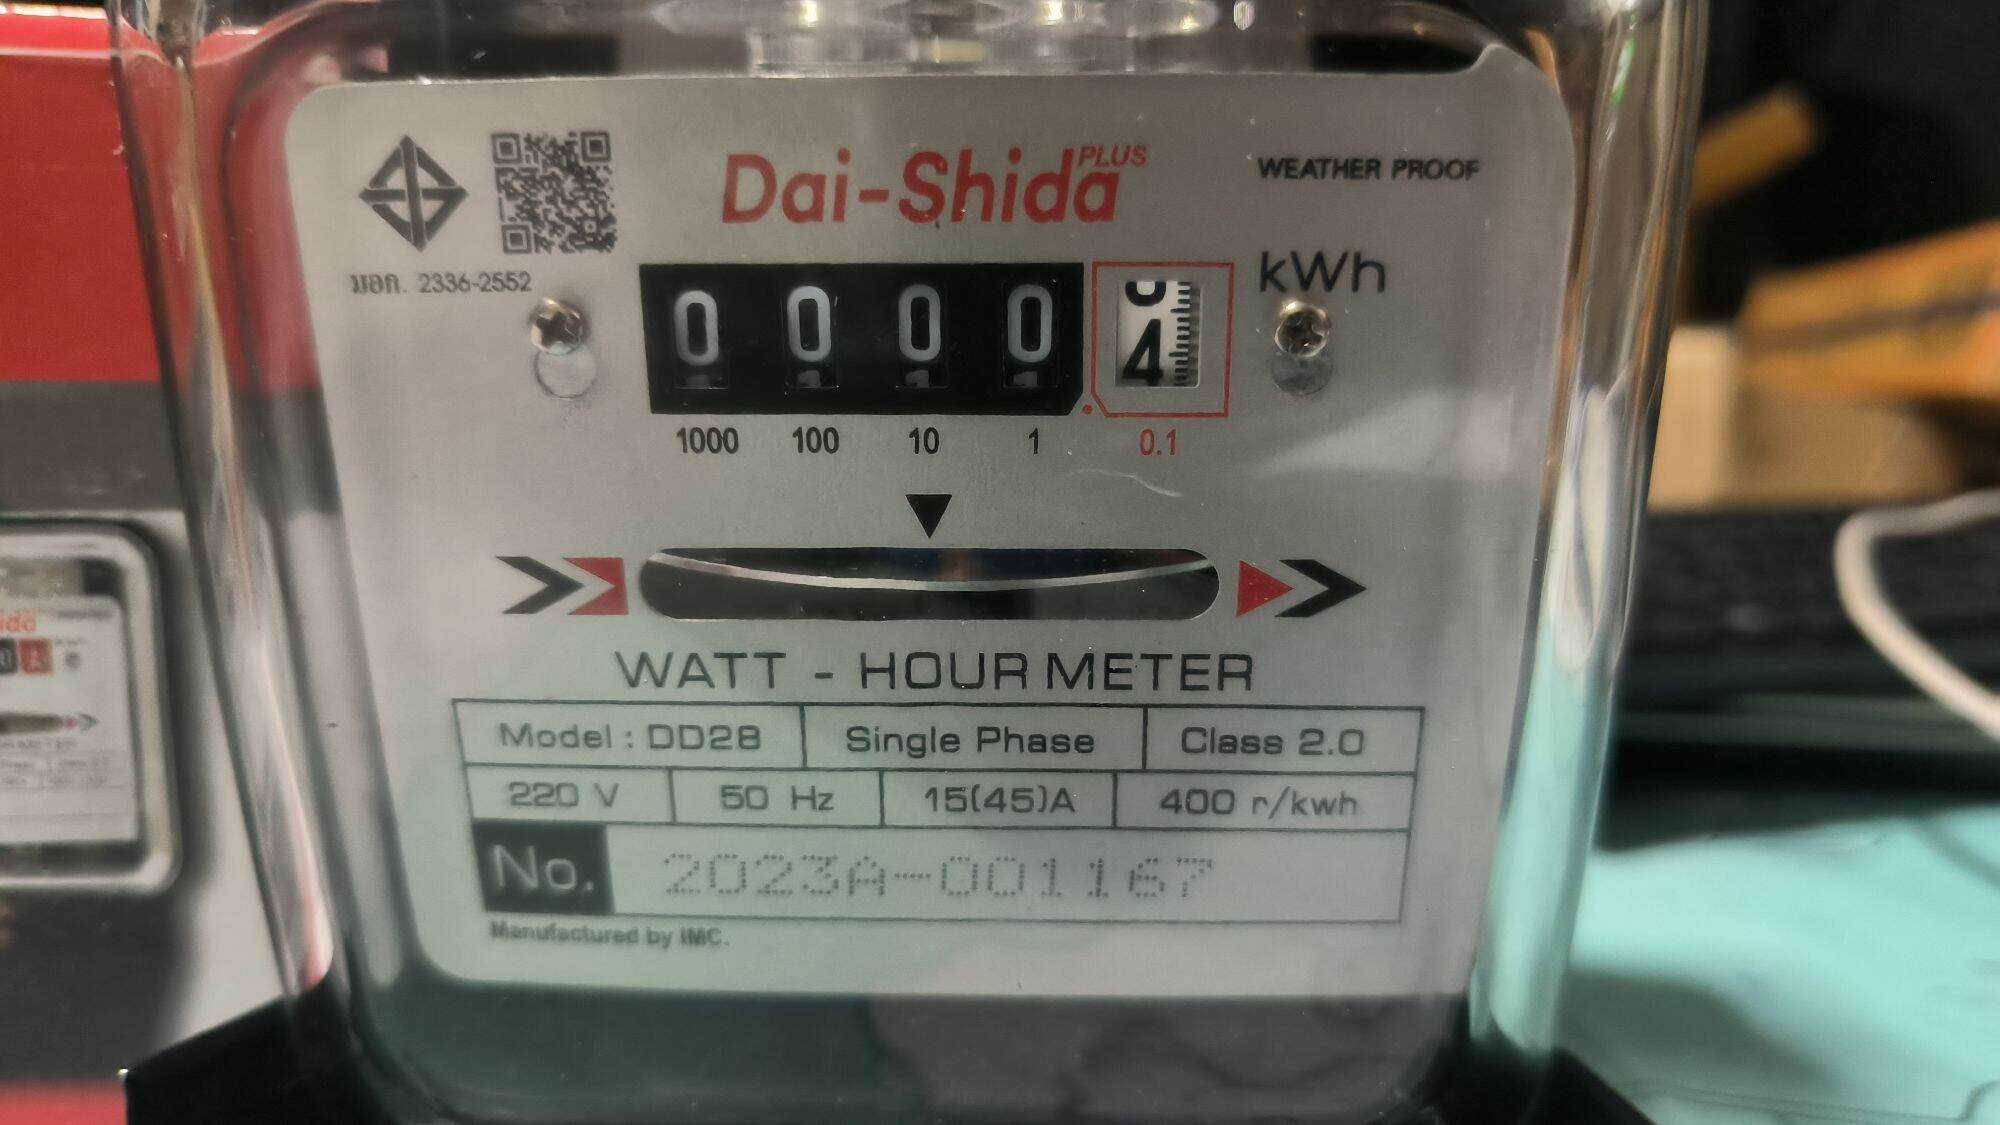 Dai-Shida PLUS
WEATHER PROOF
มอก. 2336-2552
0 0 0 0 4
kWh
1000 100 10 1 0.1
WATT - HOUR METER
Model : DD28 Single Phase Class 2.0
220 V 50 Hz 15(45)A 400 r/kwh
No. 2023A-001167
Manufactured by IMC.